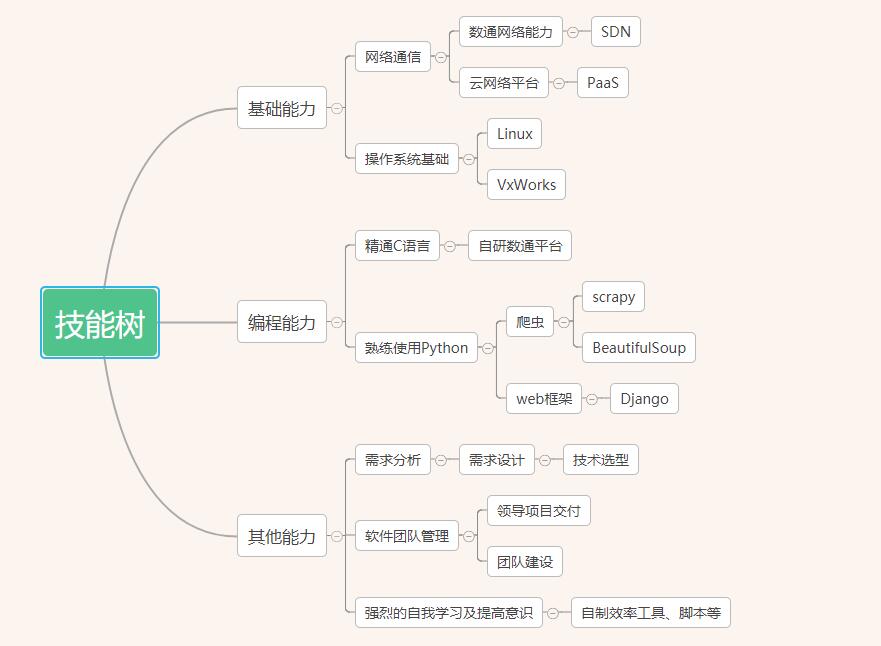 技能树
基础能力
网络通信
数通网络能力
SDN
云网络平台
PaaS
操作系统基础
Linux
VxWorks
编程能力
精通C语言
自研数通平台
熟练使用Python
爬虫
scrapy
BeautifulSoup
web框架
Django
其他能力
需求分析
需求设计
技术选型
软件团队管理
领导项目交付
团队建设
强烈的自我学习及提高意识
自制效率工具、脚本等